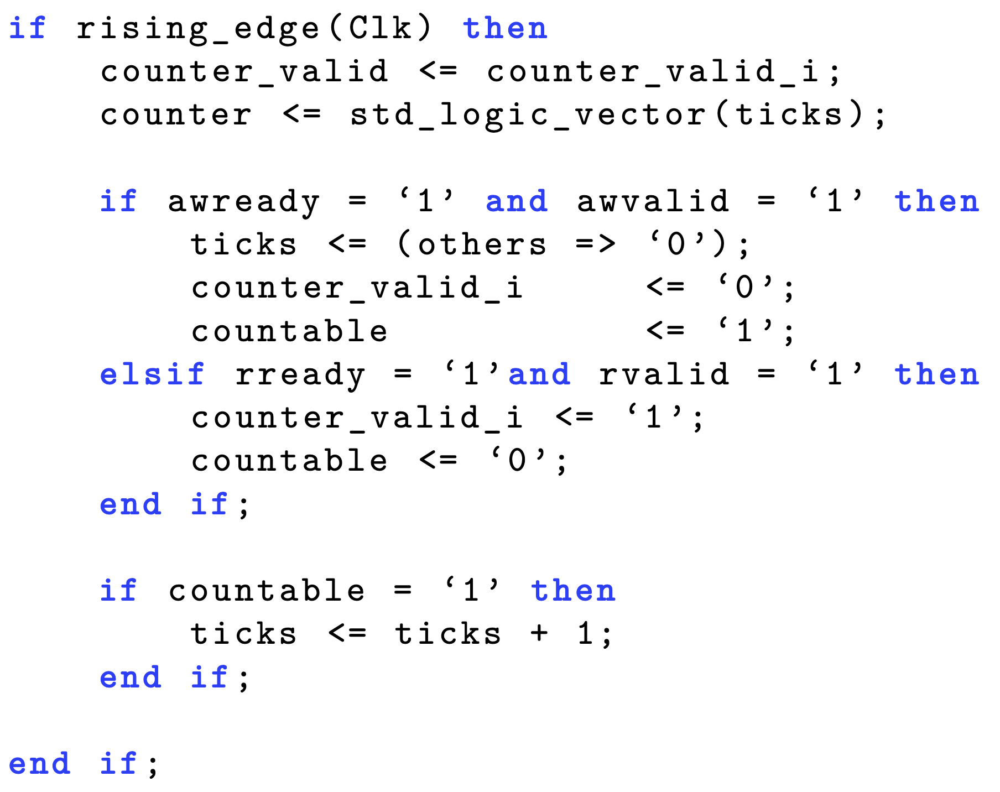 if rising_edge(Clk) then
    counter_valid <= counter_valid_i;
    counter <= std_logic_vector(ticks);

    if awready = ‘1’ and awvalid = ‘1’ then
        ticks <= (others => ‘0’);
        counter_valid_i     <= ‘0’;
        countable           <= ‘1’;
    elsif rready = ‘1’and rvalid = ‘1’ then
        counter_valid_i <= ‘1’;
        countable <= ‘0’;
    end if;

    if countable = ‘1’ then
        ticks <= ticks + 1;
    end if;

end if;